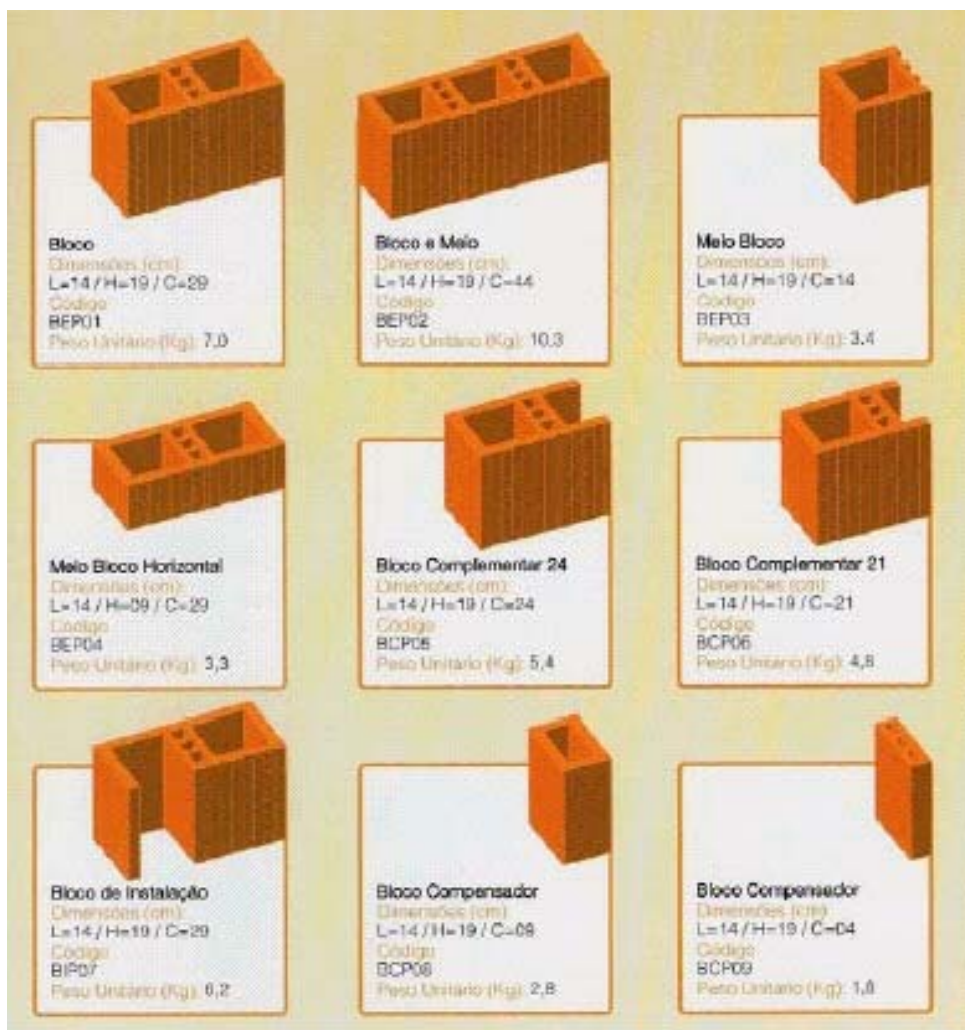 Bloco
Dimensões (cm):
L=14 / H=19 / C=29
Código
BEP01
Peso Unitário (Kg): 7,0
Bloco e Meio
Dimensões (cm):
L=14 / H=19 / C=44
Código
BEP02
Peso Unitário (Kg): 10,3
Meio Bloco
Dimensões (cm):
L=14 / H=19 / C=14
Código
BEP03
Peso Unitário (Kg): 3,4
Meio Bloco Horizontal
Dimensões (cm):
L=14 / H=09 / C=29
Código
BEP04
Peso Unitário (Kg): 3,3
Bloco Complementar 24
Dimensões (cm):
L=14 / H=19 / C=24
Código
BCP05
Peso Unitário (Kg): 5,4
Bloco Complementar 21
Dimensões (cm):
L=14 / H=19 / C=21
Código
BCP06
Peso Unitário (Kg):
Bloco de Instalação
Dimensões (cm):
L=14 / H=19 / C=29
Código
BIP07
Peso Unitário (Kg): 6,2
Bloco Compensador
Dimensões (cm)
L=14 / H=19 /
Código
BCP08
Peso Unitário (Kg): 2,8
Bloco Compensador
Dimensões (cm)
L=14 / H=19 / C=04
Código
BCP09
Peso Unitário (Kg):